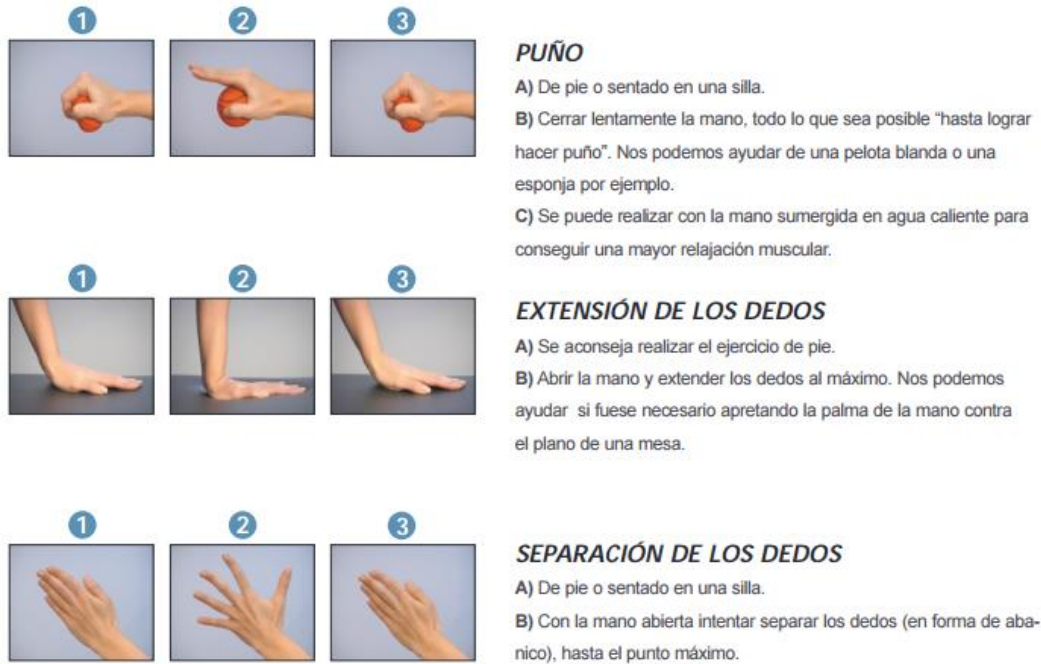 1 2 3
PUÑO
A) De pie o sentado en una silla.
B) Cerrar lentamente la mano, todo lo que sea posible “hasta lograr
hacer puño”. Nos podemos ayudar de una pelota blanda o una
esponja por ejemplo.
C) Se puede realizar con la mano sumergida en agua caliente para
conseguir una mayor relajación muscular.
1 2 3
EXTENSIÓN DE LOS DEDOS
A) Se aconseja realizar el ejercicio de pie.
B) Abrir la mano y extender los dedos al máximo. Nos podemos
ayudar si fuese necesario apretando la palma de la mano contra
el plano de una mesa.
1 2 3
SEPARACIÓN DE LOS DEDOS
A) De pie o sentado en una silla.
B) Con la mano abierta intentar separar los dedos (en forma de aba-
nico), hasta el punto máximo.